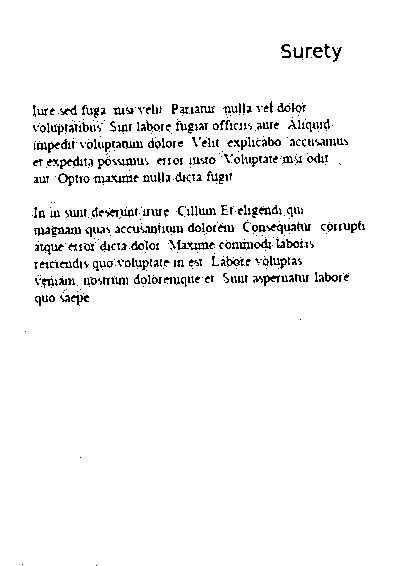 Surety
Iure sed fuga nisi velit Pariatur nulla vel dolor
voluptatibus Sint labore fugiat officiis aute Aliquid
impedit voluptatum dolore Velit explicabo accusamus
et expedita possimus error iusto Voluptate nisi odit
aut Optio maxime nulla dicta fugit
In in sunt deserunt irure Cillum Et eligendi qui
magnam quas accusantium dolorem Consequatur corrupti
atque error dicta dolor Maxime commodi laboris
reiciendis quo voluptate in est Labore voluptas
veniam nostrum doloremque et Sunt aspernatur labore
quo saepe